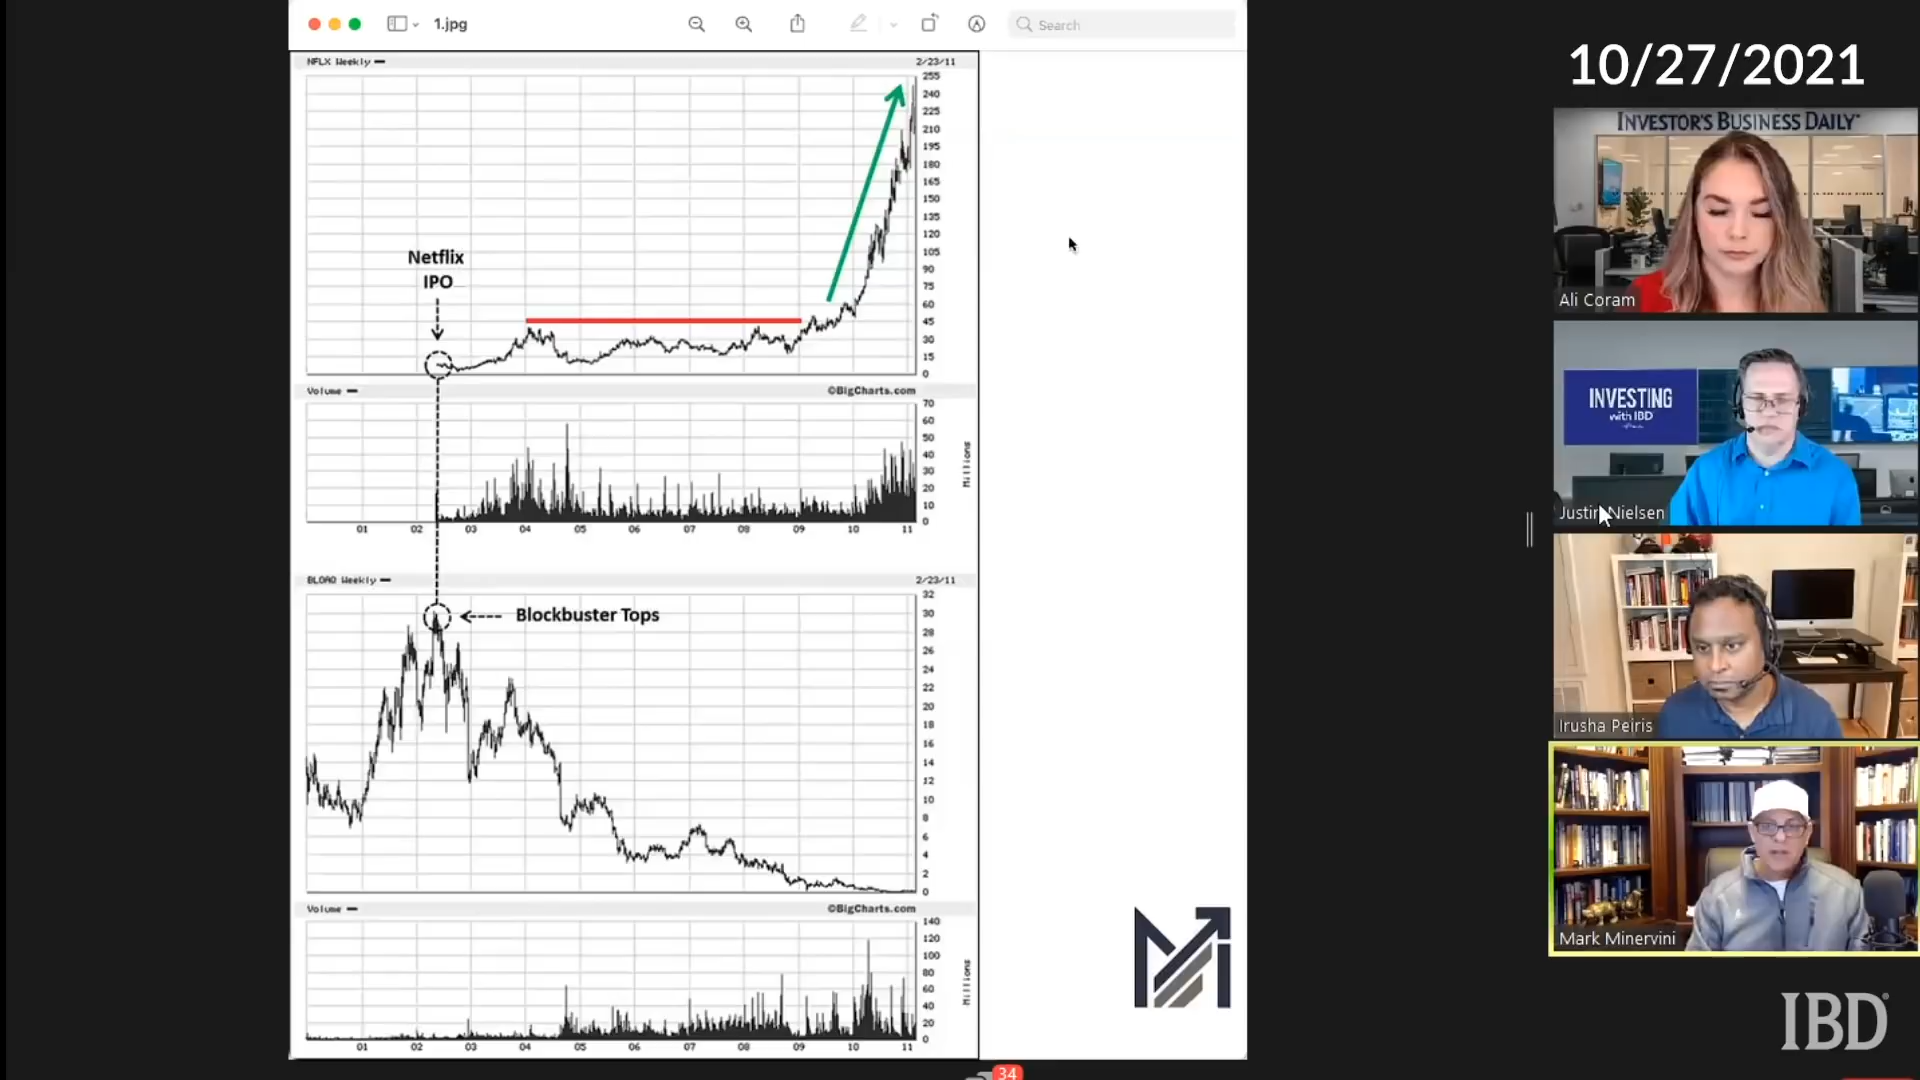 1.jpg
Search
10/27/2021
NFLX Weekly
2/23/11
255
240
225
210
195
180
165
150
135
120
105
90
75
60
45
30
15
0
Netflix
IPO
Volume
©BigCharts.com
70
60
50
40
30
20
10
0
Millions
01 02 03 04 05 06 07 08 09 10 11
BLOAQ Weekly
2/23/11
32
30
28
26
24
22
20
18
16
14
12
10
8
6
4
2
0
Blockbuster Tops
Volume
©BigCharts.com
140
120
100
80
60
40
20
0
Millions
01 02 03 04 05 06 07 08 09 10 11
34
INVESTOR'S BUSINESS DAILY
Ali Coram
INVESTING
with IBD
Justin Nielsen
Irusha Peiris
Mark Minervini
IBD